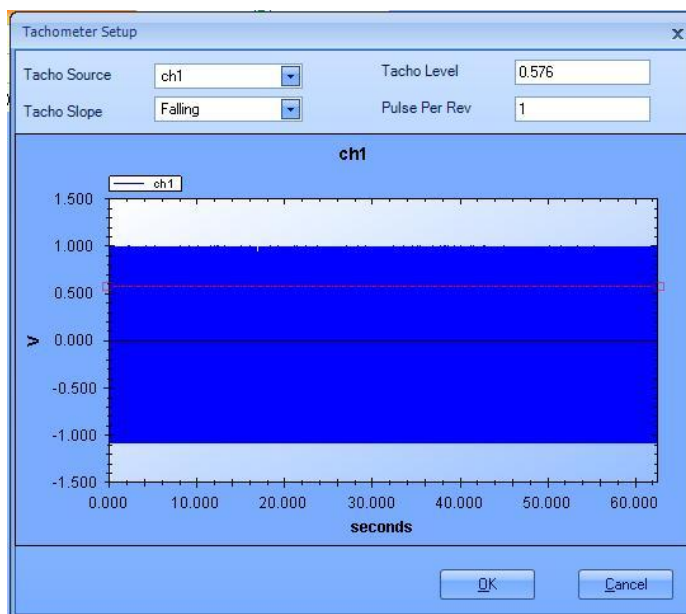 Tachometer Setup
x
Tacho Source ch1 Tacho Level 0.576
Tacho Slope Falling Pulse Per Rev 1
ch1
ch1
1.500
1.000
0.500
0.000
-0.500
-1.000
-1.500
V
0.000 10.000 20.000 30.000 40.000 50.000 60.000
seconds
OK Cancel